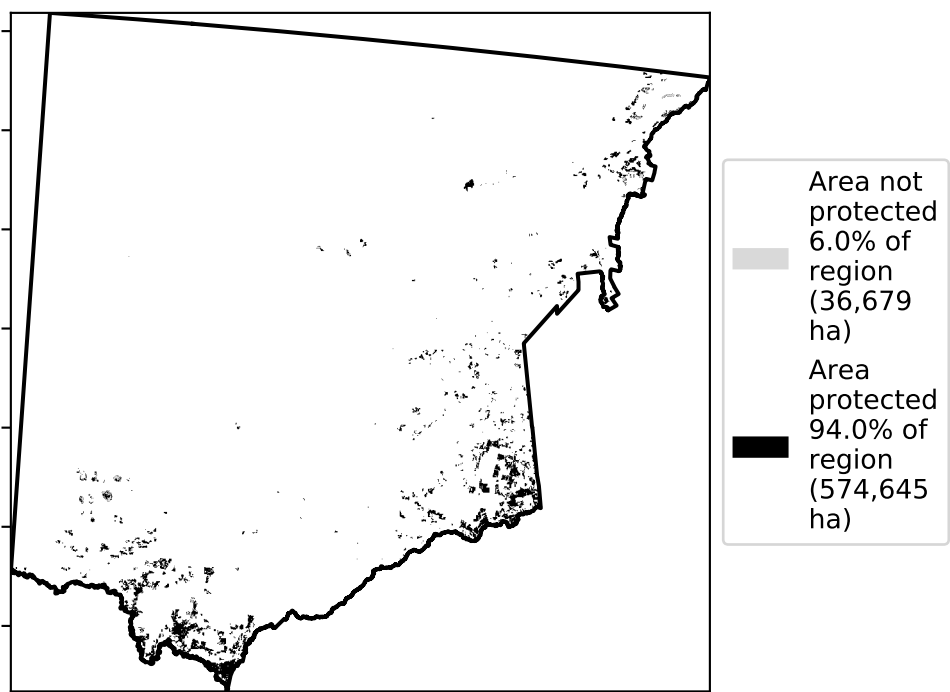 Area not
protected
6.0% of
region
(36,679
ha)
Area
protected
94.0% of
region
(574,645
ha)